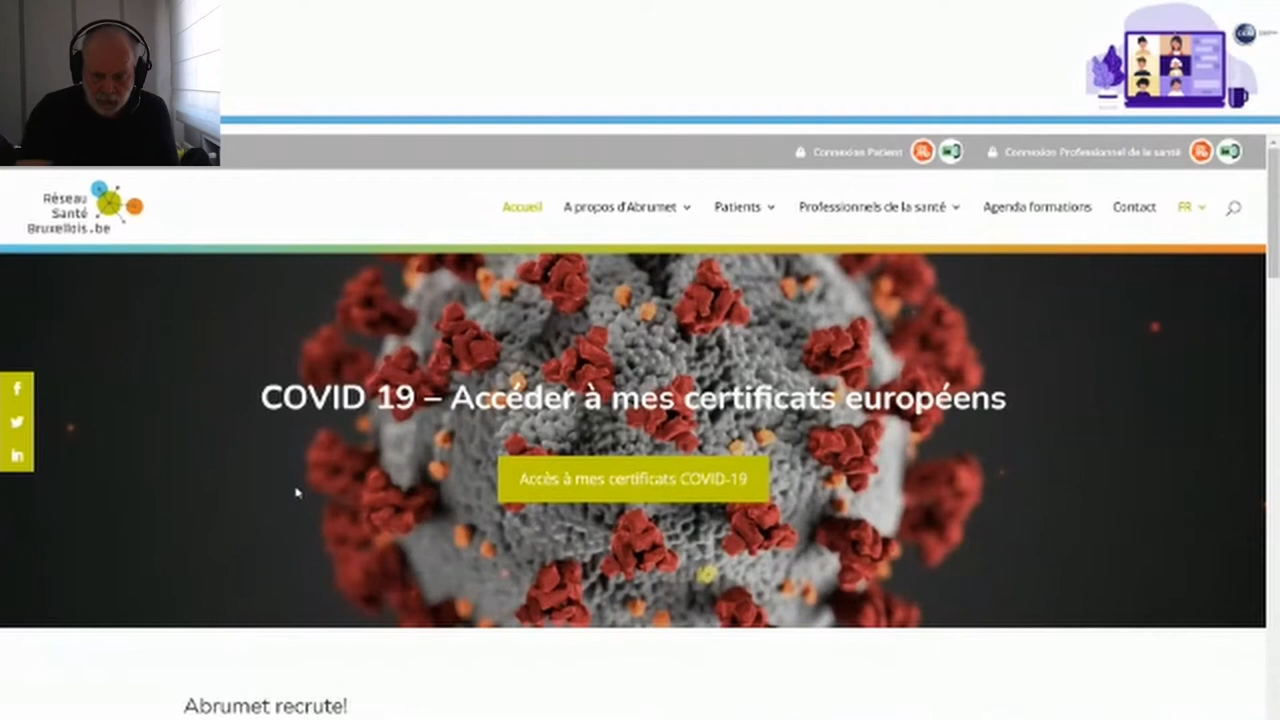 Connexion Patient
Connexion Professionnel de la santé
Réseau
Santé
Bruxellois.be
Accueil
A propos d'Abrumet
Patients
Professionnels de la santé
Agenda formations
Contact
FR
COVID 19 – Accéder à mes certificats européens
Accès à mes certificats COVID-19
Abrumet recrute!